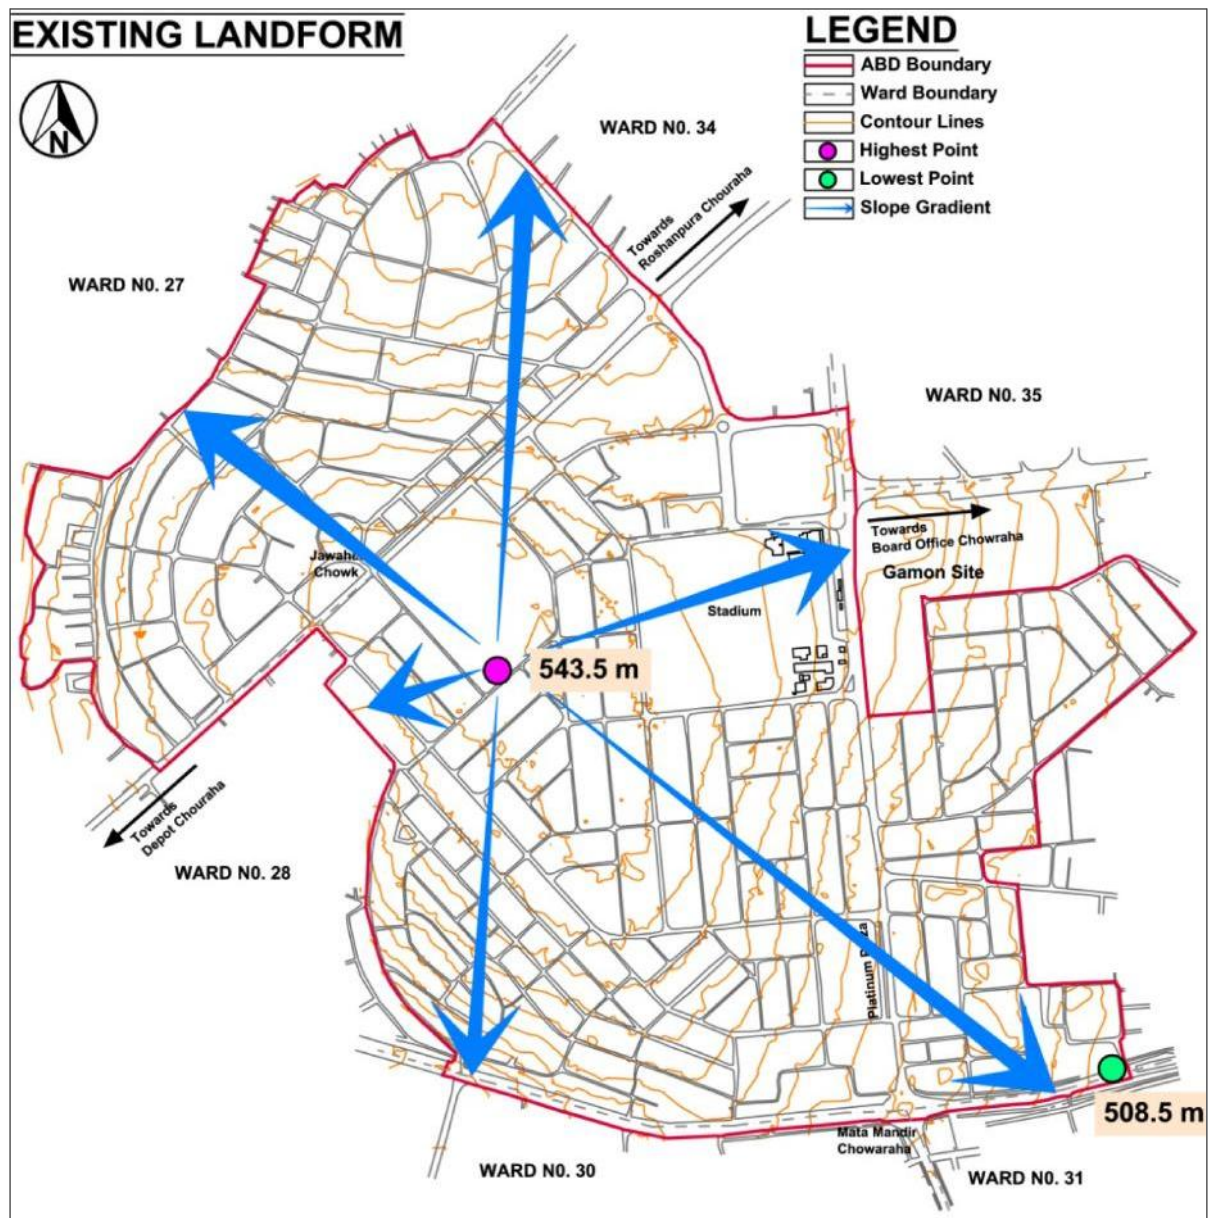 EXISTING LANDFORM
LEGEND
ABD Boundary
Ward Boundary
Contour Lines
Highest Point
Lowest Point
Slope Gradient
N
WARD N0. 34
Towards
Roshanpura Chouraha
WARD N0. 27
WARD N0. 35
Towards
Board Office Chowraha
Gamon Site
Chowk
Stadium
543.5 m
Towards
Depot Chouraha
WARD N0. 28
Platinum
508.5 m
Mata Mandir
Chowaraha
WARD N0. 30
WARD N0. 31